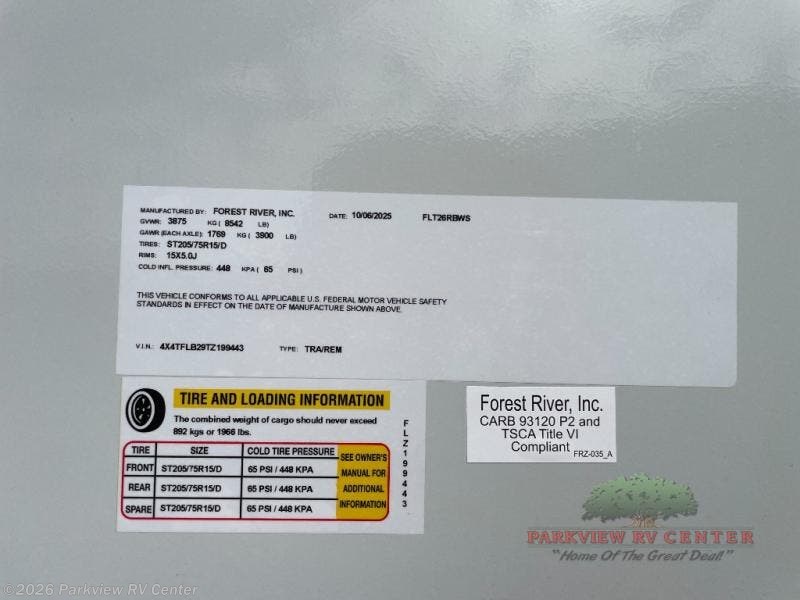 MANUFACTURED BY: FOREST RIVER, INC. DATE: 10/06/2025 FLT26RBWS
GVWR: 3875 KG ( 8542 LB)
GAWR (EACH AXLE): 1769 KG ( 3900 LB)
TIRES: ST205/75R15/D
RIMS: 15X5.0J
COLD INFL. PRESSURE: 448 KPA ( 65 PSI )
THIS VEHICLE CONFORMS TO ALL APPLICABLE U.S. FEDERAL MOTOR VEHICLE SAFETY
STANDARDS IN EFFECT ON THE DATE OF MANUFACTURE SHOWN ABOVE.
V.I.N.: 4X4TFLB29TZ199443 TYPE: TRA/REM
TIRE AND LOADING INFORMATION
The combined weight of cargo should never exceed
892 kgs or 1966 lbs.
TIRE SIZE COLD TIRE PRESSURE
FRONT ST205/75R15/D 65 PSI / 448 KPA
REAR ST205/75R15/D 65 PSI / 448 KPA
SPARE ST205/75R15/D 65 PSI / 448 KPA
SEE OWNER'S
MANUAL FOR
ADDITIONAL
INFORMATION
FLZ199443
Forest River, Inc.
CARB 93120 P2 and
TSCA Title VI
Compliant FRZ-035_A
PARKVIEW RV CENTER
"Home Of The Great Deal!"
©2026 Parkview RV Center